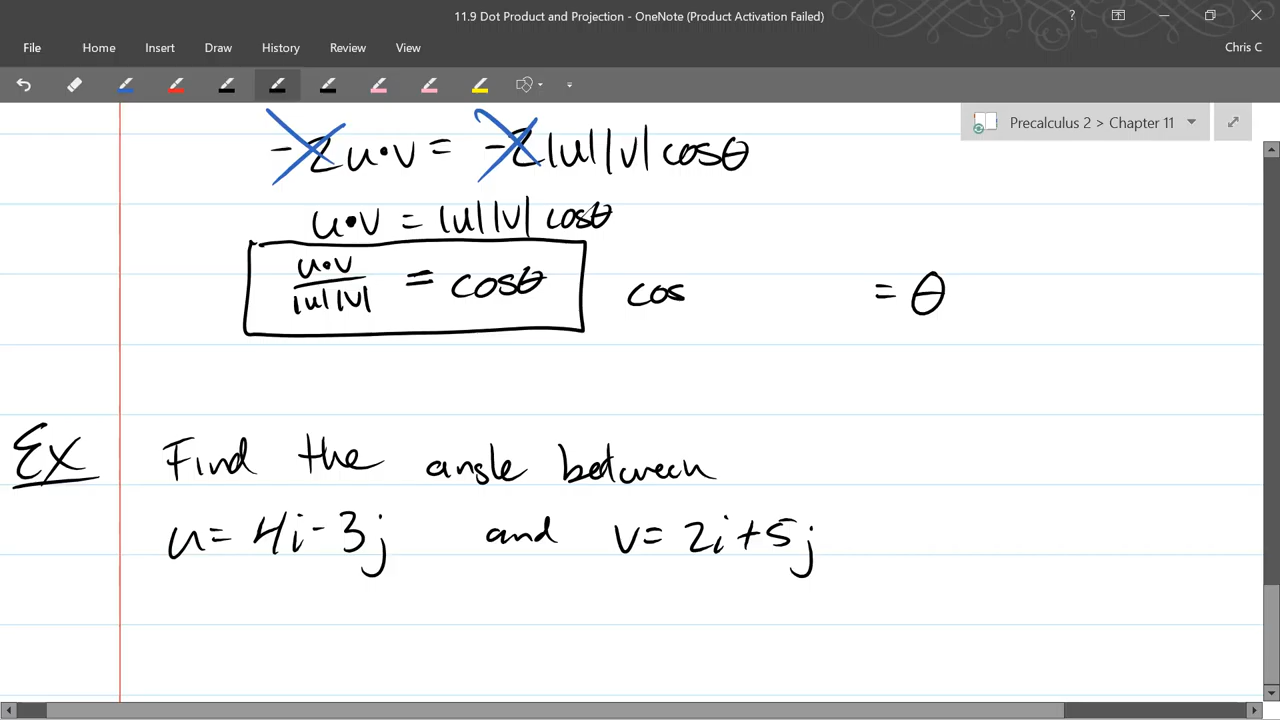 11.9 Dot Product and Projection - OneNote (Product Activation Failed)
File Home Insert Draw History Review View Chris C
Precalculus 2 > Chapter 11
-2u•v = -2|u||v|cosθ
u•v = |u||v| cosθ
u•v/|u||v| = cosθ cos = θ
Ex Find the angle between
u= 4i-3j and v= 2i+5j